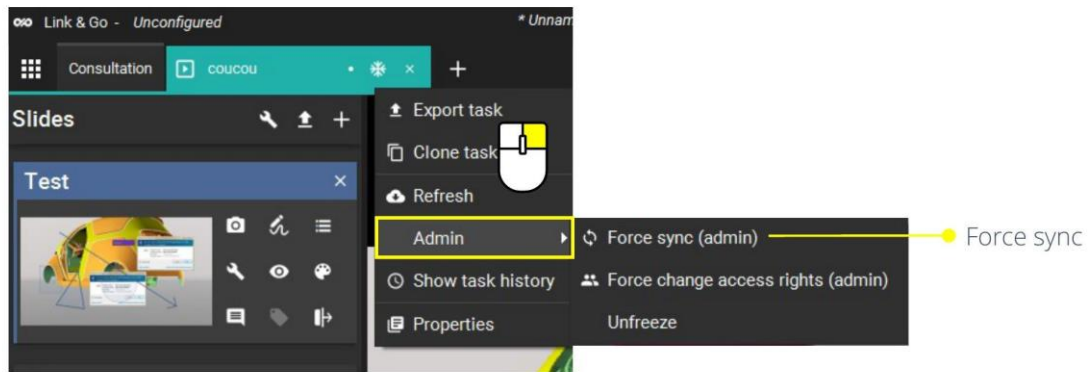 Link & Go - Unconfigured * Unnam
Consultation coucou
Slides
Test
Export task
Clone task
Refresh
Admin
Show task history
Properties
Force sync (admin)
Force change access rights (admin)
Unfreeze
Force sync